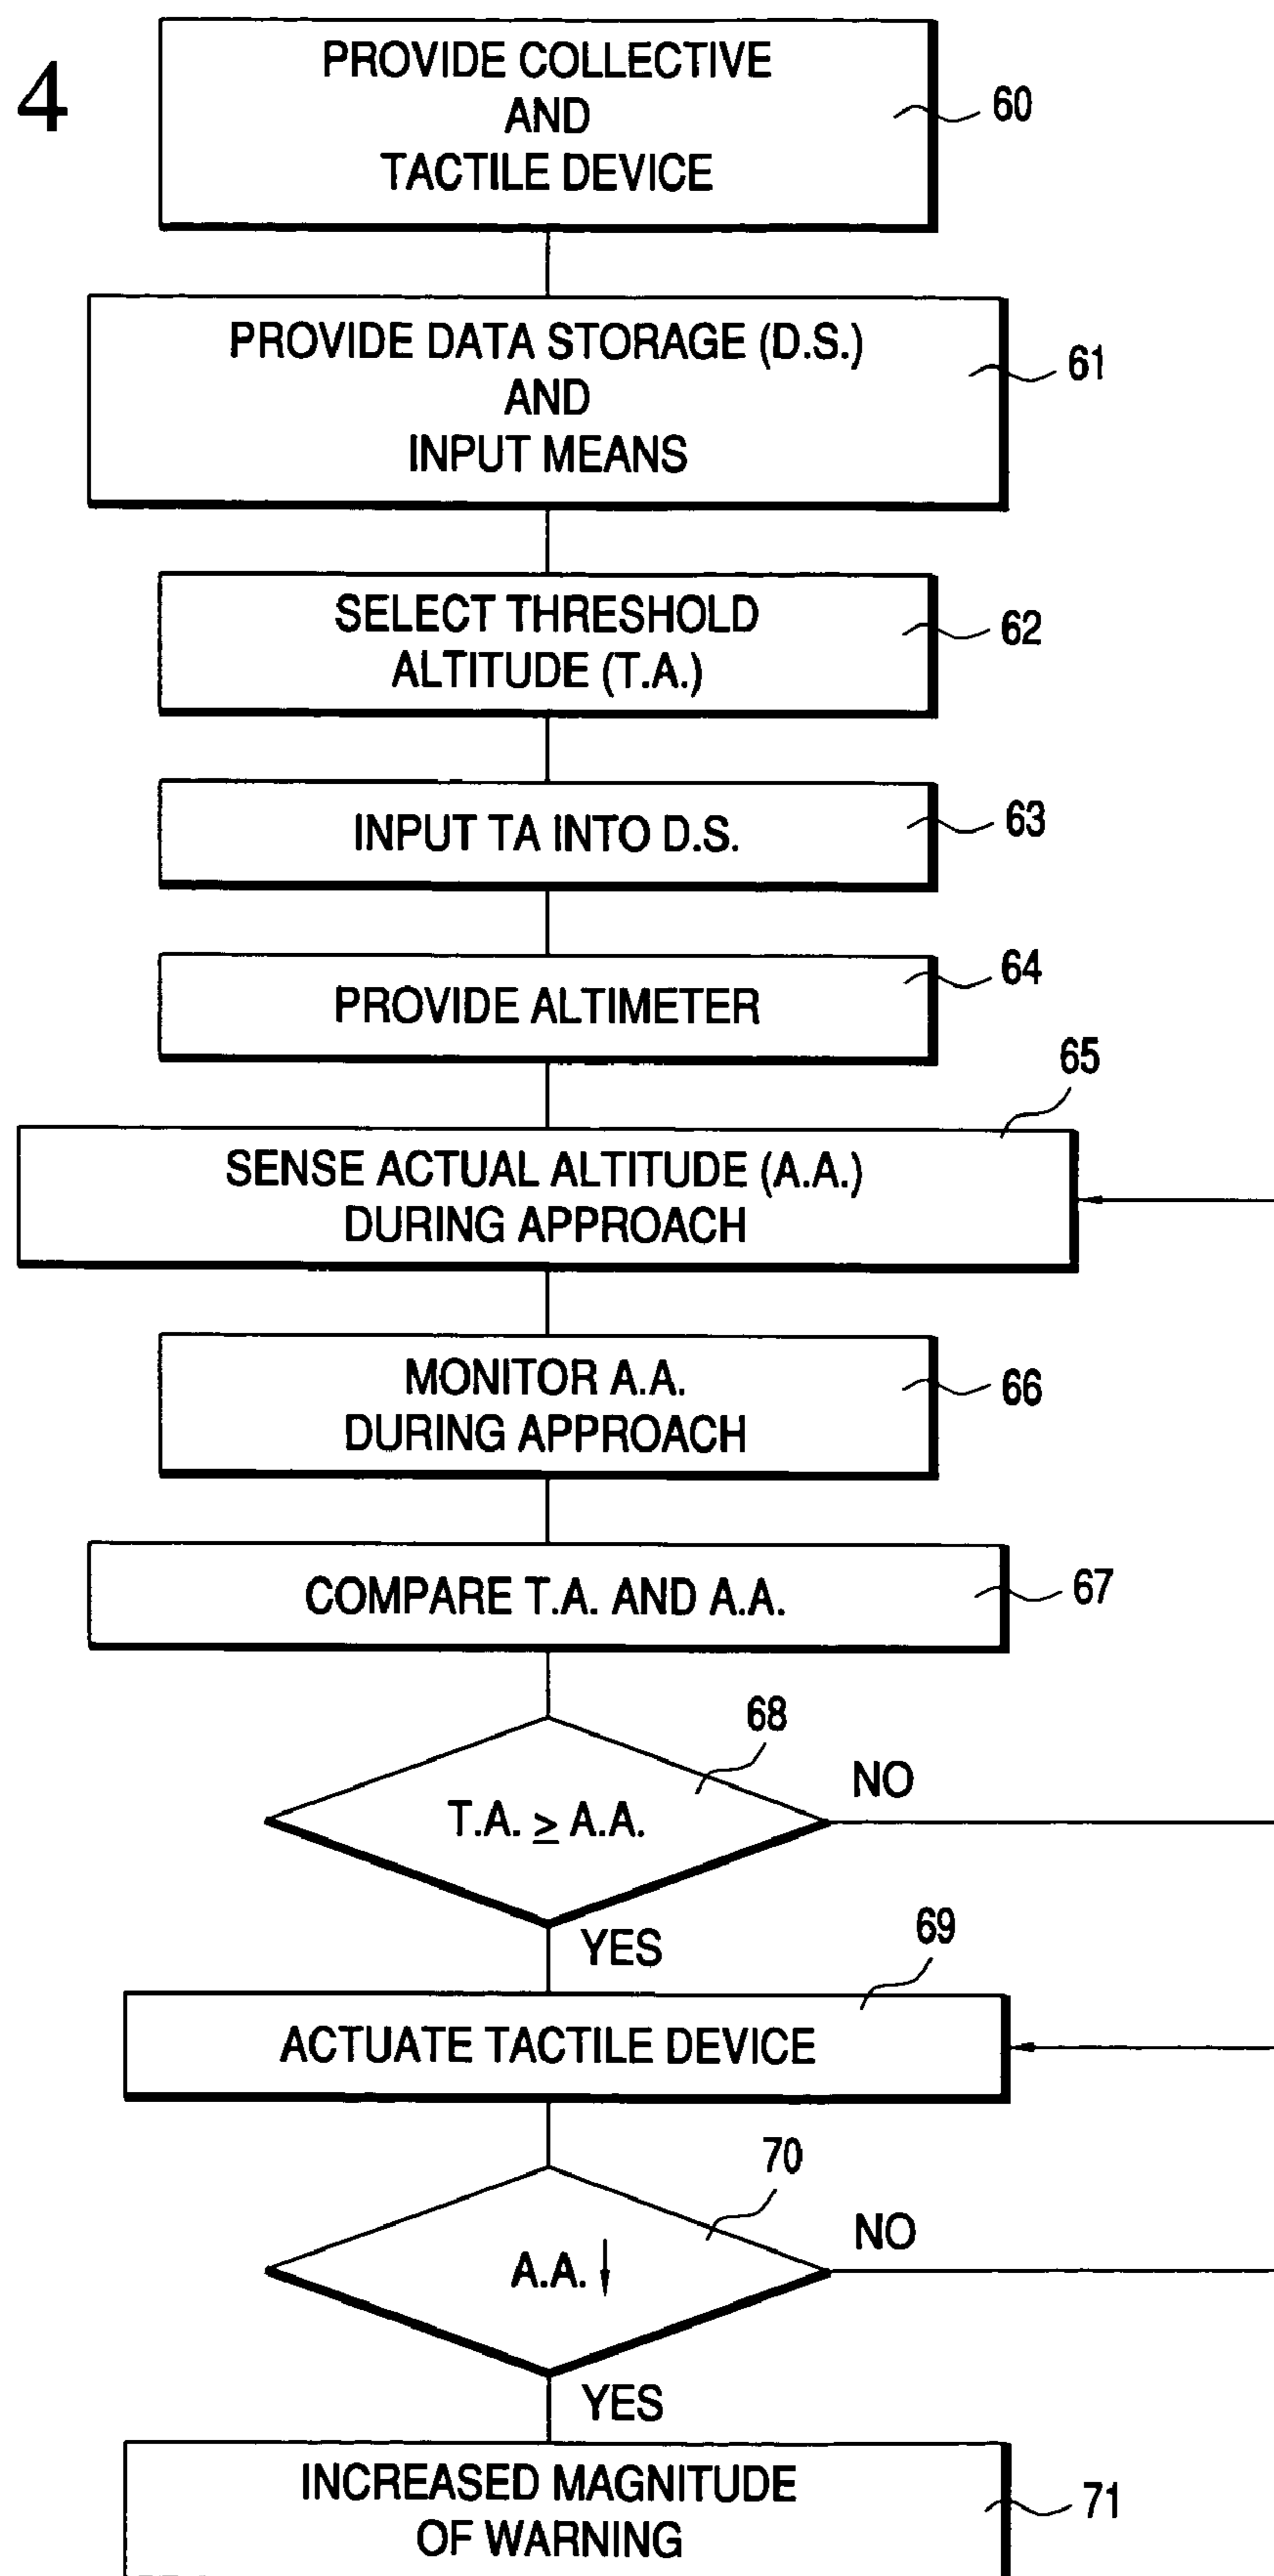 4
PROVIDE COLLECTIVE
AND
TACTILE DEVICE
60
PROVIDE DATA STORAGE (D.S.)
AND
INPUT MEANS
61
SELECT THRESHOLD
ALTITUDE (T.A.)
62
INPUT TA INTO D.S.
63
PROVIDE ALTIMETER
64
65
SENSE ACTUAL ALTITUDE (A.A.)
DURING APPROACH
MONITOR A.A.
DURING APPROACH
66
COMPARE T.A. AND A.A.
67
68
T.A. ≥ A.A.
NO
YES
69
ACTUATE TACTILE DEVICE
70
A.A.↓
NO
YES
INCREASED MAGNITUDE
OF WARNING
71